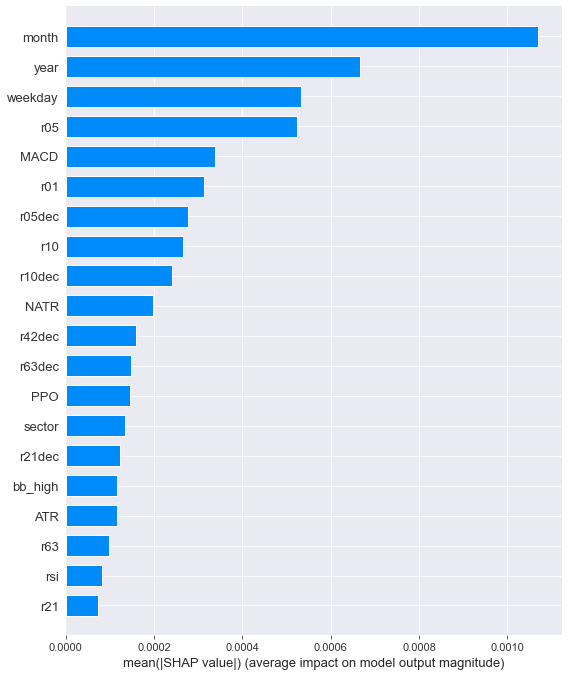 month
year
weekday
r05
MACD
r01
r05dec
r10
r10dec
NATR
r42dec
r63dec
PPO
sector
r21dec
bb_high
ATR
r63
rsi
r21
0.0000 0.0002 0.0004 0.0006 0.0008 0.0010
mean(|SHAP value|) (average impact on model output magnitude)